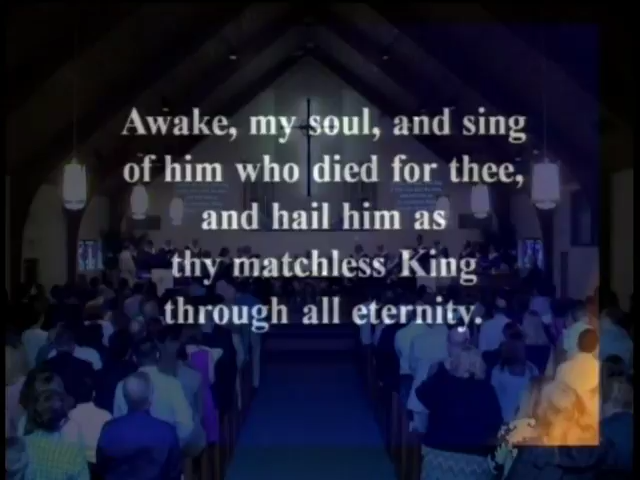 Awake, my soul, and sing
of him who died for thee,
and hail him as
thy matchless King
through all eternity.